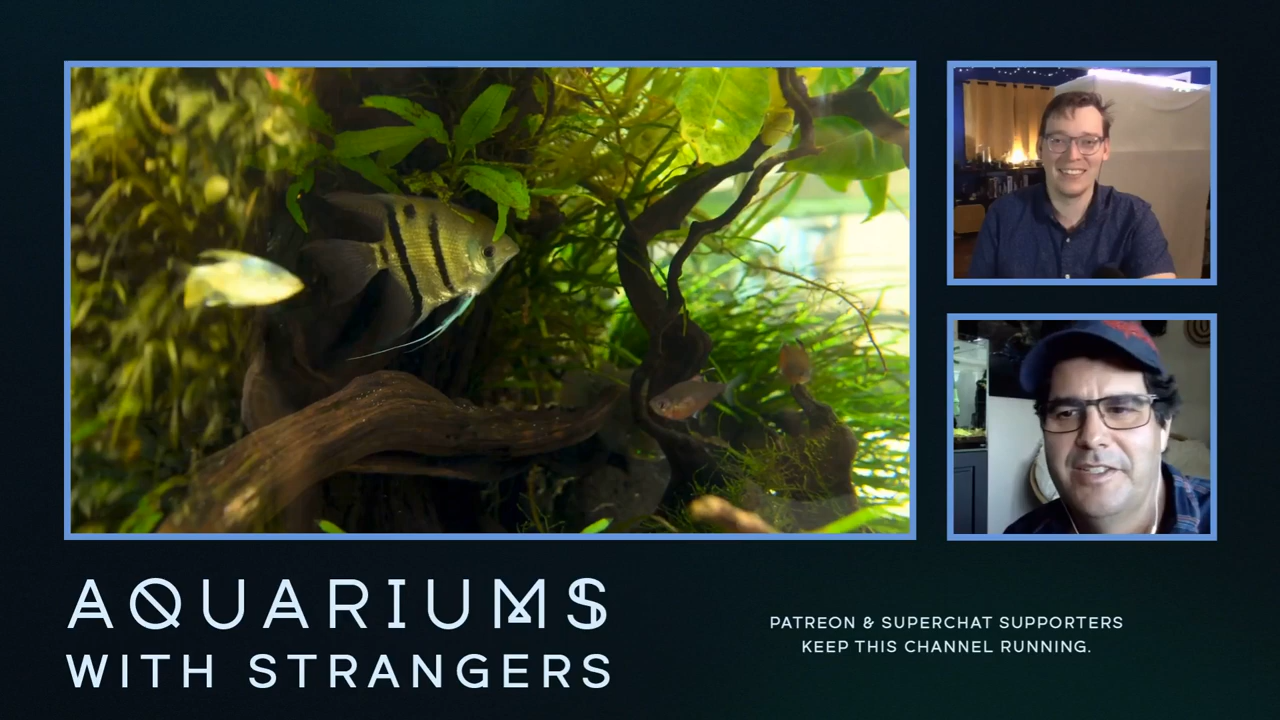 AQUARIUMS
WITH STRANGERS
PATREON & SUPERCHAT SUPPORTERS
KEEP THIS CHANNEL RUNNING.